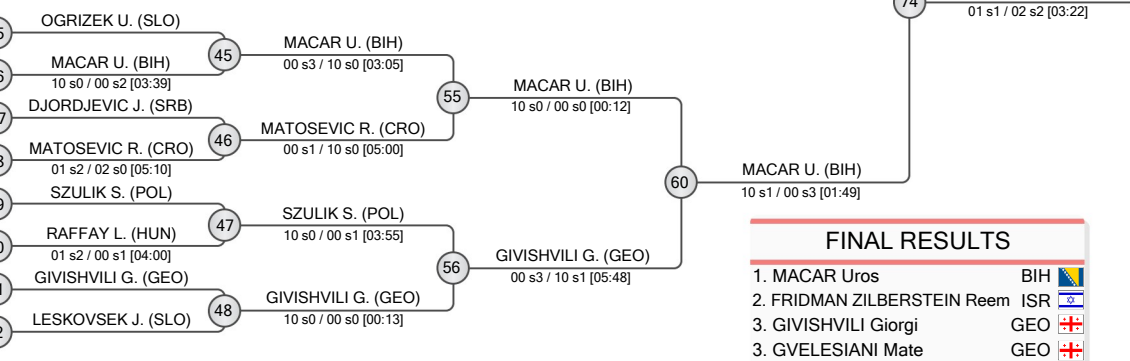 74
01 s1 / 02 s2 [03:22]
OGRIZEK U. (SLO)
45
MACAR U. (BIH)
10 s0 / 00 s2 [03:39]
MACAR U. (BIH)
00 s3 / 10 s0 [03:05]
DJORDJEVIC J. (SRB)
46
MATOSEVIC R. (CRO)
01 s2 / 02 s0 [05:10]
MATOSEVIC R. (CRO)
00 s1 / 10 s0 [05:00]
55
MACAR U. (BIH)
10 s0 / 00 s0 [00:12]
SZULIK S. (POL)
47
RAFFAY L. (HUN)
01 s2 / 00 s1 [04:00]
SZULIK S. (POL)
10 s0 / 00 s1 [03:55]
GIVISHVILI G. (GEO)
48
LESKOVSEK J. (SLO)
GIVISHVILI G. (GEO)
10 s0 / 00 s0 [00:13]
56
GIVISHVILI G. (GEO)
00 s3 / 10 s1 [05:48]
60
MACAR U. (BIH)
10 s1 / 00 s3 [01:49]
FINAL RESULTS
1. MACAR Uros BIH
2. FRIDMAN ZILBERSTEIN Reem ISR
3. GIVISHVILI Giorgi GEO
3. GVELESIANI Mate GEO